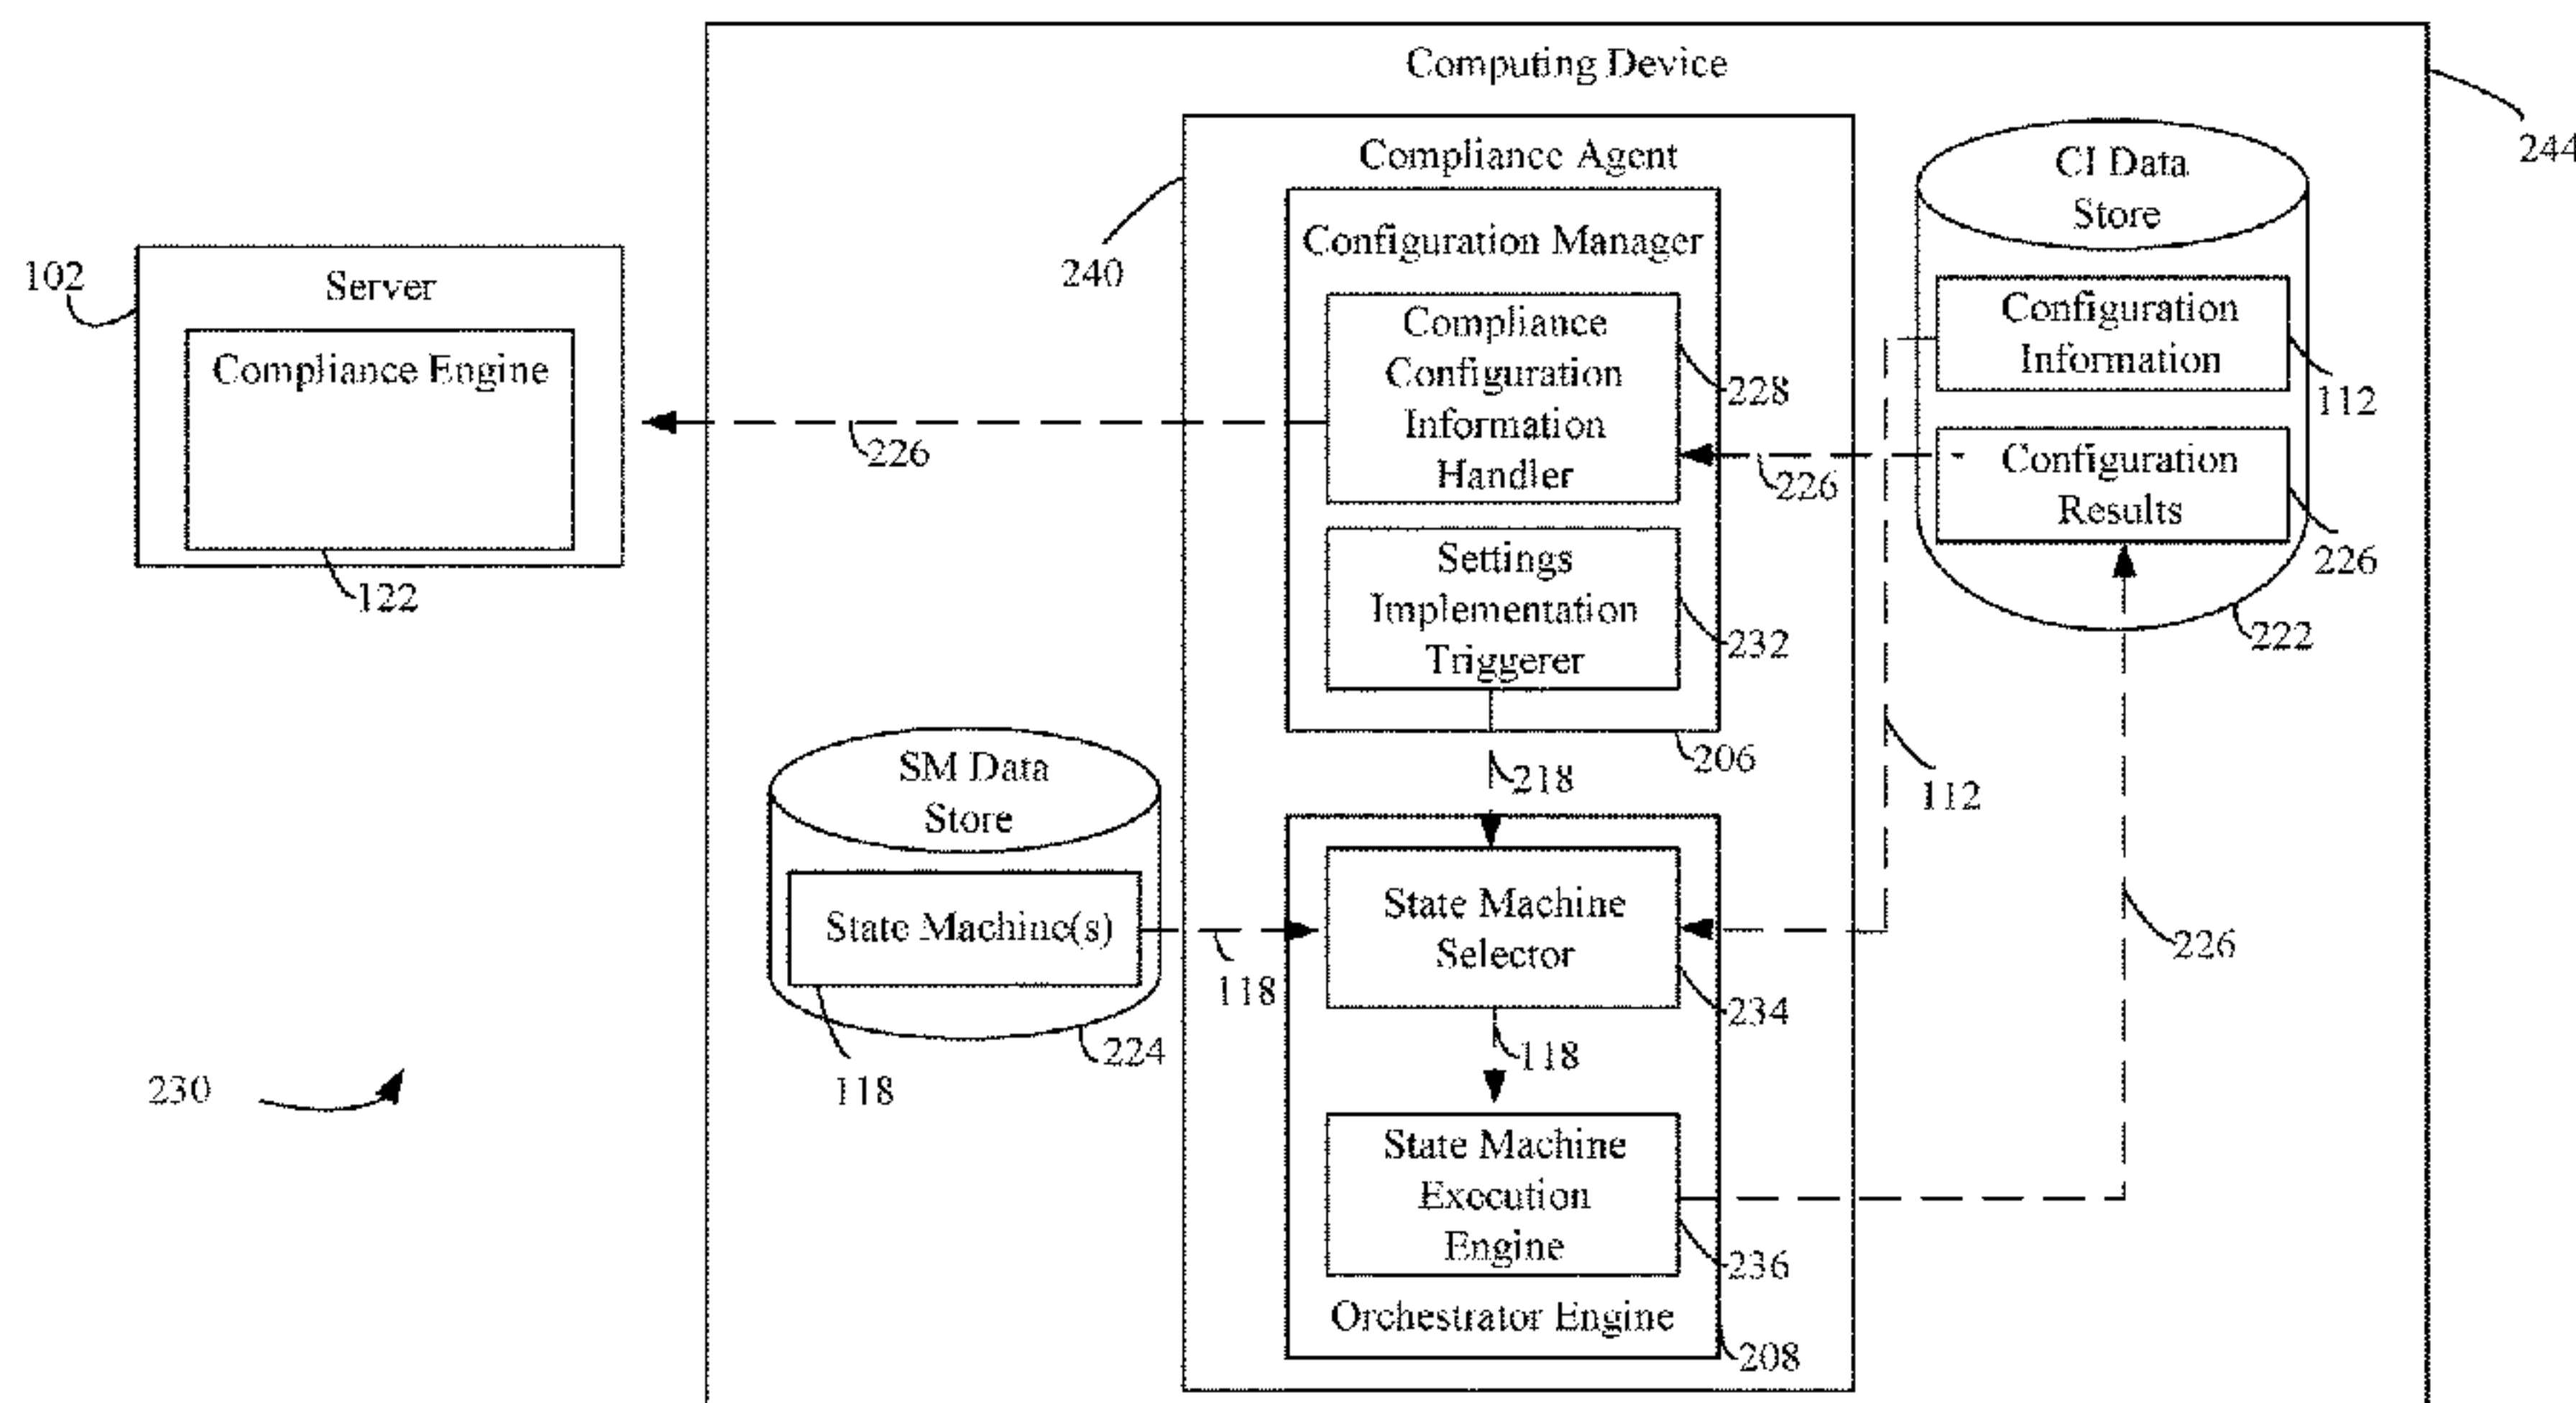 Computing Device
244
Compliance Agent
240
Configuration Manager
Compliance
Configuration
Information
Handler
228
Settings
Implementation
Triggerer
232
206
218
CI Data
Store
Configuration
Information
112
Configuration
Results
226
222
226
226
102
Server
Compliance Engine
122
SM Data
Store
State Machine(s)
118
224
118
State Machine
Selector
234
118
State Machine
Execution
Engine
236
Orchestrator Engine
208
112
226
230